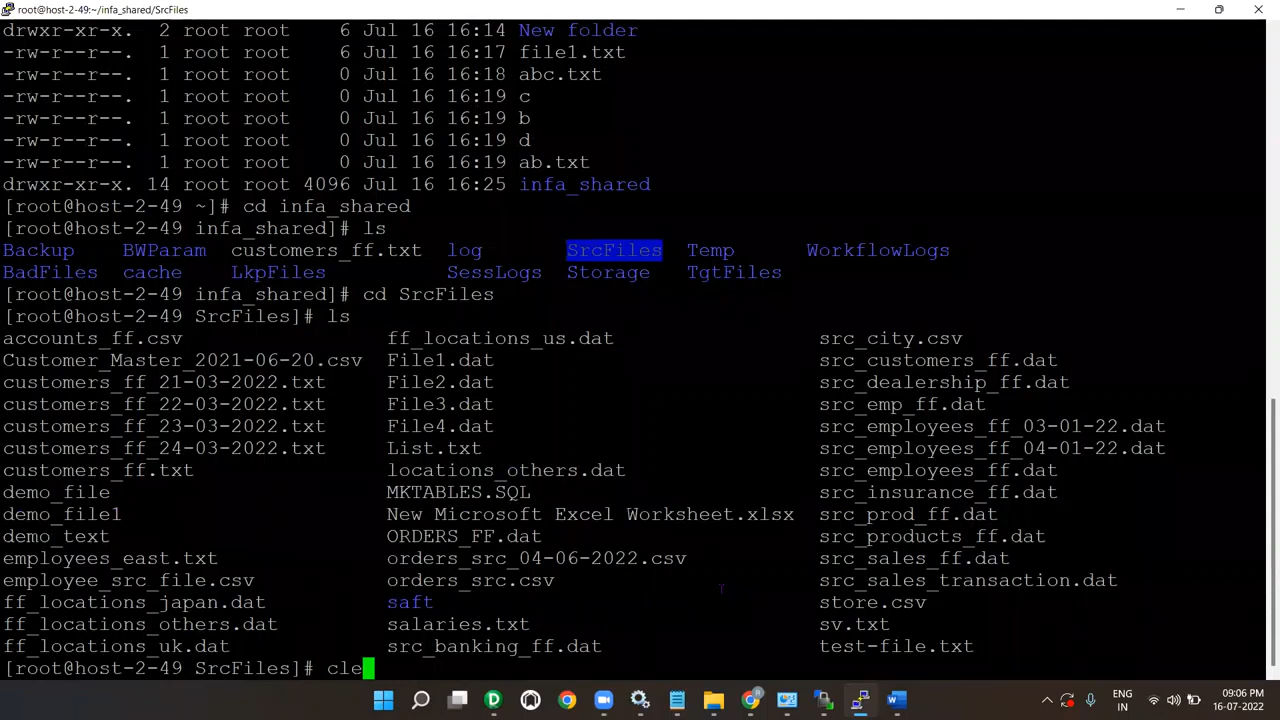 root@host-2-49:~/infa_shared/SrcFiles
drwxr-xr-x. 2 root root 6 Jul 16 16:14 New folder
-rw-r--r--. 1 root root 6 Jul 16 16:17 file1.txt
-rw-r--r--. 1 root root 0 Jul 16 16:18 abc.txt
-rw-r--r--. 1 root root 0 Jul 16 16:19 c
-rw-r--r--. 1 root root 0 Jul 16 16:19 b
-rw-r--r--. 1 root root 0 Jul 16 16:19 d
-rw-r--r--. 1 root root 0 Jul 16 16:19 ab.txt
drwxr-xr-x. 14 root root 4096 Jul 16 16:25 infa_shared
[root@host-2-49 ~]# cd infa_shared
[root@host-2-49 infa_shared]# ls
Backup BWParam customers_ff.txt log SrcFiles Temp WorkflowLogs
BadFiles cache LkpFiles SessLogs Storage TgtFiles
[root@host-2-49 infa_shared]# cd SrcFiles
[root@host-2-49 SrcFiles]# ls
accounts_ff.csv ff_locations_us.dat src_city.csv
Customer_Master_2021-06-20.csv File1.dat src_customers_ff.dat
customers_ff_21-03-2022.txt File2.dat src_dealership_ff.dat
customers_ff_22-03-2022.txt File3.dat src_emp_ff.dat
customers_ff_23-03-2022.txt File4.dat src_employees_ff_03-01-22.dat
customers_ff_24-03-2022.txt List.txt src_employees_ff_04-01-22.dat
customers_ff.txt locations_others.dat src_employees_ff.dat
demo_file MKTABLES.SQL src_insurance_ff.dat
demo_file1 New Microsoft Excel Worksheet.xlsx src_prod_ff.dat
demo_text ORDERS_FF.dat src_products_ff.dat
employees_east.txt orders_src_04-06-2022.csv src_sales_ff.dat
employee_src_file.csv orders_src.csv src_sales_transaction.dat
ff_locations_japan.dat saft store.csv
ff_locations_others.dat salaries.txt sv.txt
ff_locations_uk.dat src_banking_ff.dat test-file.txt
[root@host-2-49 SrcFiles]# cle
ENG 09:06 PM
IN 16-07-2022